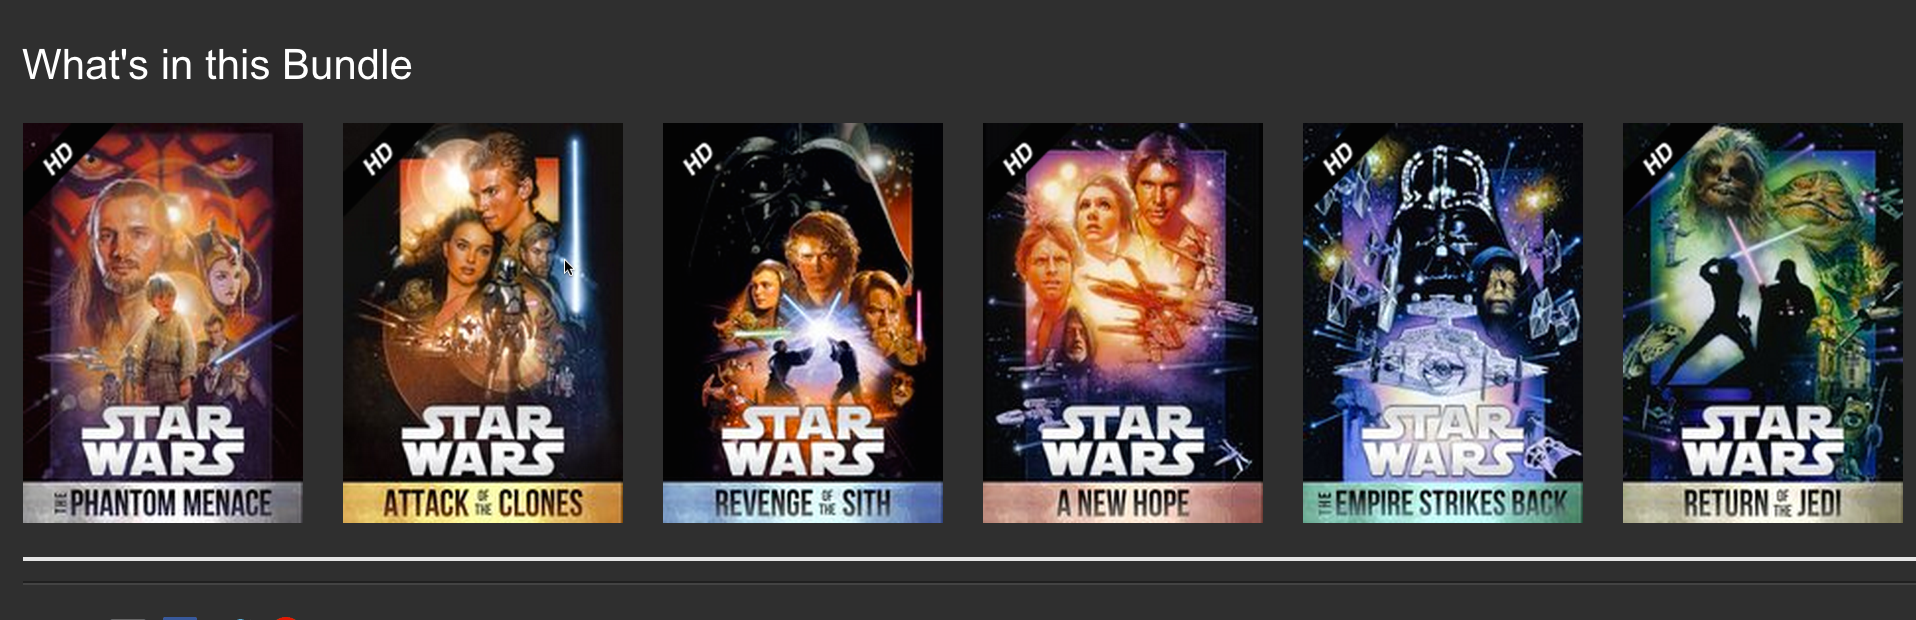 What's in this Bundle
HD
STAR
WARS
THE PHANTOM MENACE
HD
STAR
WARS
ATTACK OF THE CLONES
HD
STAR
WARS
REVENGE OF THE SITH
HD
STAR
WARS
A NEW HOPE
HD
STAR
WARS
THE EMPIRE STRIKES BACK
HD
STAR
WARS
RETURN OF THE JEDI